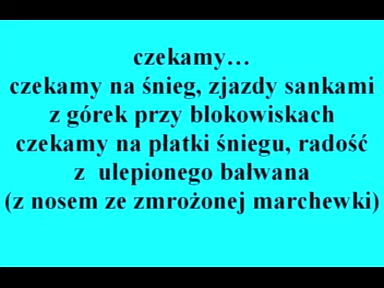 czekamy...
czekamy na śnieg, zjazdy sankami
z górek przy blokowiskach
czekamy na płatki śniegu, radość
z ulepionego bałwana
(z nosem ze zmrożonej marchewki)